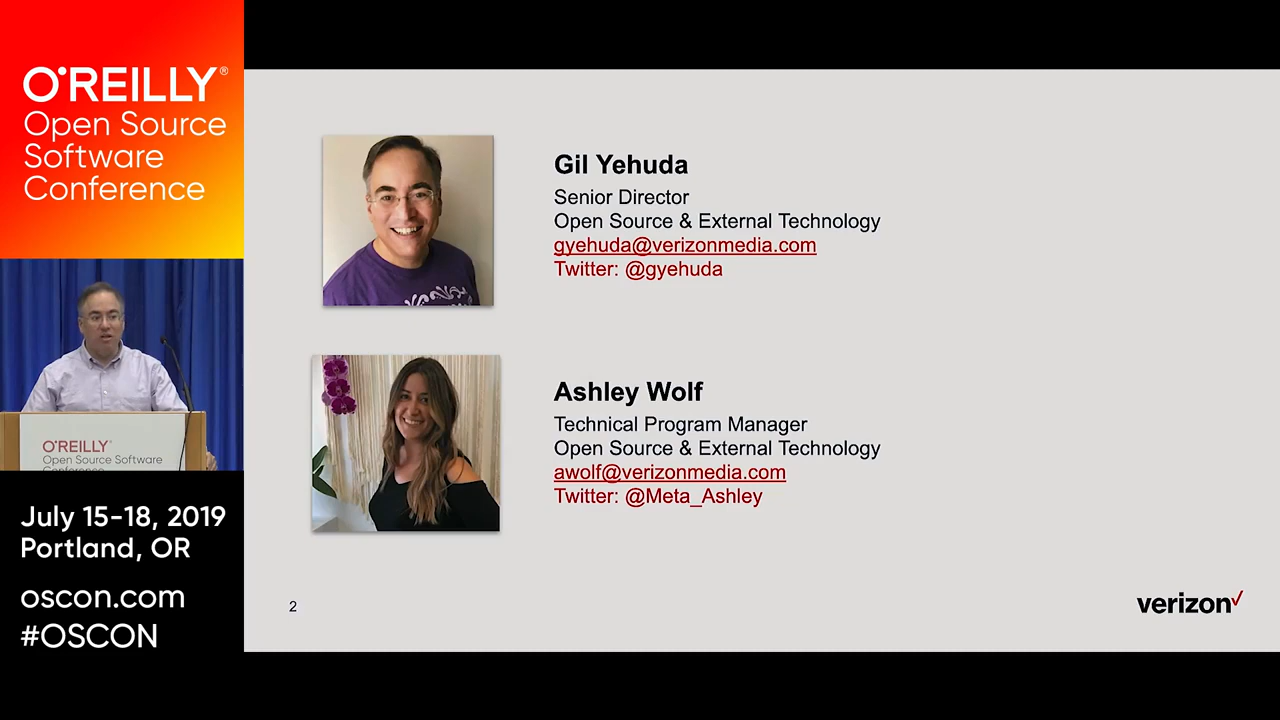 O'REILLY®
Open Source
Software
Conference
O'REILLY®
Open Source Software
Conference
July 15-18, 2019
Portland, OR
oscon.com
#OSCON
Gil Yehuda
Senior Director
Open Source & External Technology
gyehuda@verizonmedia.com
Twitter: @gyehuda
Ashley Wolf
Technical Program Manager
Open Source & External Technology
awolf@verizonmedia.com
Twitter: @Meta_Ashley
2
verizon✓